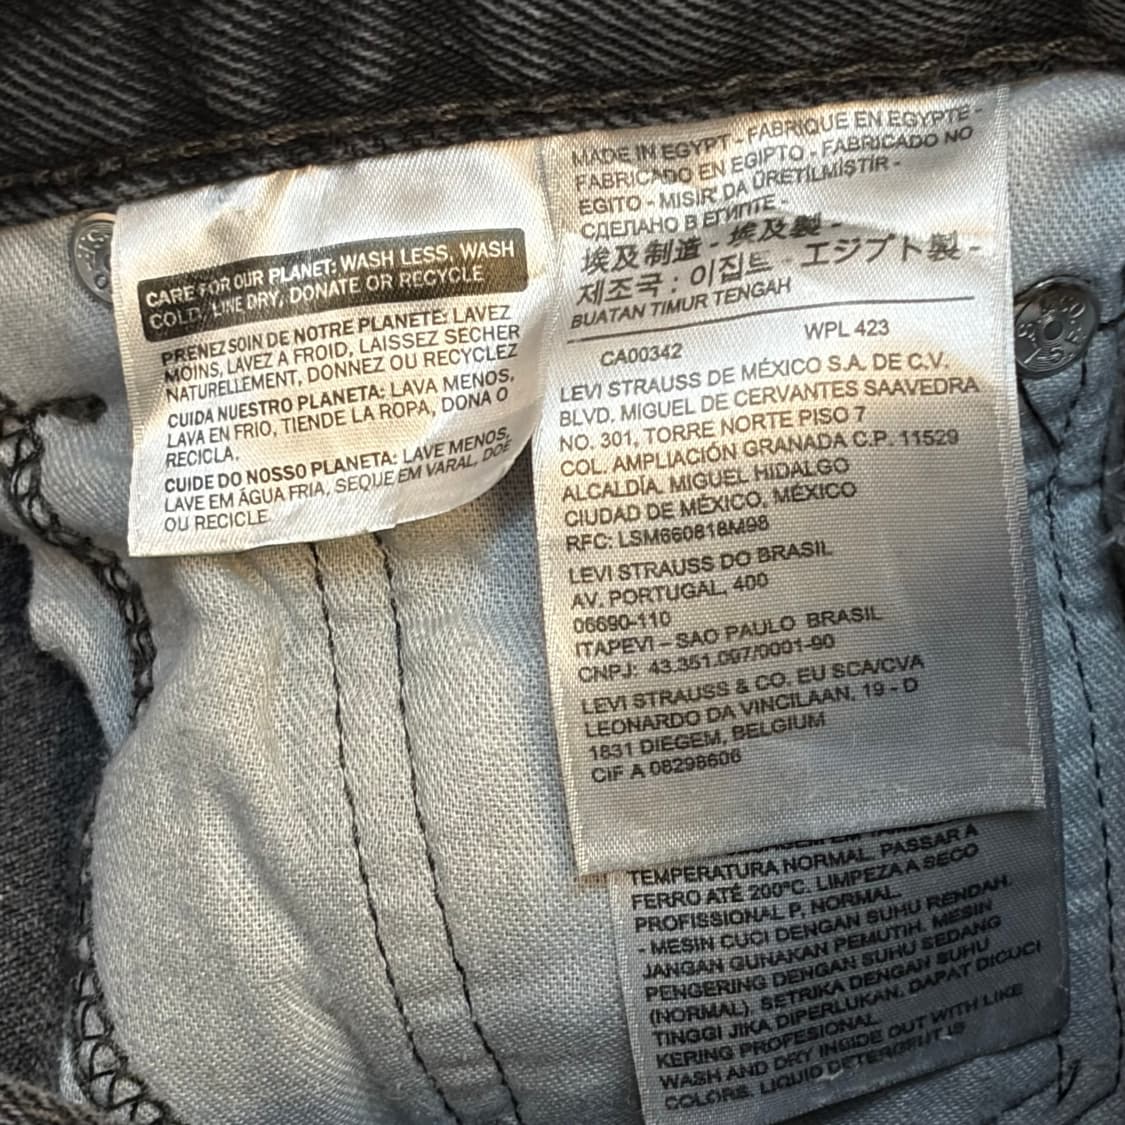 CARE FOR OUR PLANET: WASH LESS, WASH
COLD, LINE DRY, DONATE OR RECYCLE
PRENEZ SOIN DE NOTRE PLANETE: LAVEZ
MOINS, LAVEZ A FROID, LAISSEZ SECHER
NATURELLEMENT, DONNEZ OU RECYCLEZ
CUIDA NUESTRO PLANETA: LAVA MENOS,
LAVA EN FRIO, TIENDE LA ROPA, DONA O
RECICLA.
CUIDE DO NOSSO PLANETA: LAVE MENOS,
LAVE EM ÁGUA FRIA, SEQUE EM VARAL, DOE
OU RECICLE
MADE IN EGYPT - FABRIQUE EN EGYPTE -
FABRICADO EN EGIPTO - FABRICADO NO
EGITO - MISIR'DA ÜRETİLMİŞTİR -
СДЕЛАНО В ЕГИПТЕ -
埃及制造 - 埃及製 -
제조국 : 이집트 - エジプト製 -
BUATAN TIMUR TENGAH
CA00342 WPL 423
LEVI STRAUSS DE MÉXICO S.A. DE C.V.
BLVD. MIGUEL DE CERVANTES SAAVEDRA
NO. 301, TORRE NORTE PISO 7
COL. AMPLIACIÓN GRANADA C.P. 11529
ALCALDÍA. MIGUEL HIDALGO
CIUDAD DE MÉXICO, MÉXICO
RFC: LSM660818M98
LEVI STRAUSS DO BRASIL
AV. PORTUGAL, 400
06690-110
ITAPEVI – SAO PAULO BRASIL
CNPJ: 43.351.097/0001-90
LEVI STRAUSS & CO. EU SCA/CVA
LEONARDO DA VINCILAAN, 19 - D
1831 DIEGEM, BELGIUM
CIF A 08298606
TEMPERATURA NORMAL. PASSAR A
FERRO ATÉ 200°C. LIMPEZA A SECO
PROFISSIONAL P, NORMAL.
- MESIN CUCI DENGAN SUHU RENDAH.
JANGAN GUNAKAN PEMUTIH. MESIN
PENGERING DENGAN SUHU SEDANG
(NORMAL). SETRIKA DENGAN SUHU
TINGGI JIKA DIPERLUKAN. DAPAT DICUCI
KERING PROFESIONAL
WASH AND DRY INSIDE OUT WITH LIKE
COLORS. LIQUID DETERGENT IS